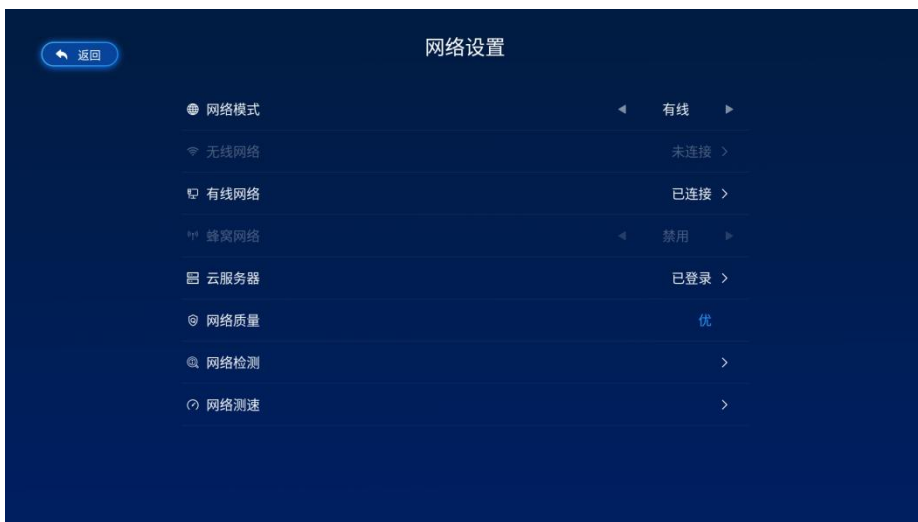 返回
网络设置
网络模式 有线
无线网络 未连接
有线网络 已连接
蜂窝网络 禁用
云服务器 已登录
网络质量 优
网络检测
网络测速